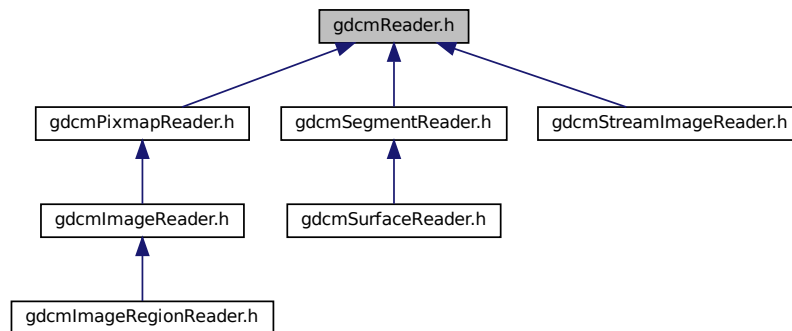 gdcmReader.h
gdcmPixmapReader.h
gdcmSegmentReader.h
gdcmStreamImageReader.h
gdcmImageReader.h
gdcmSurfaceReader.h
gdcmImageRegionReader.h